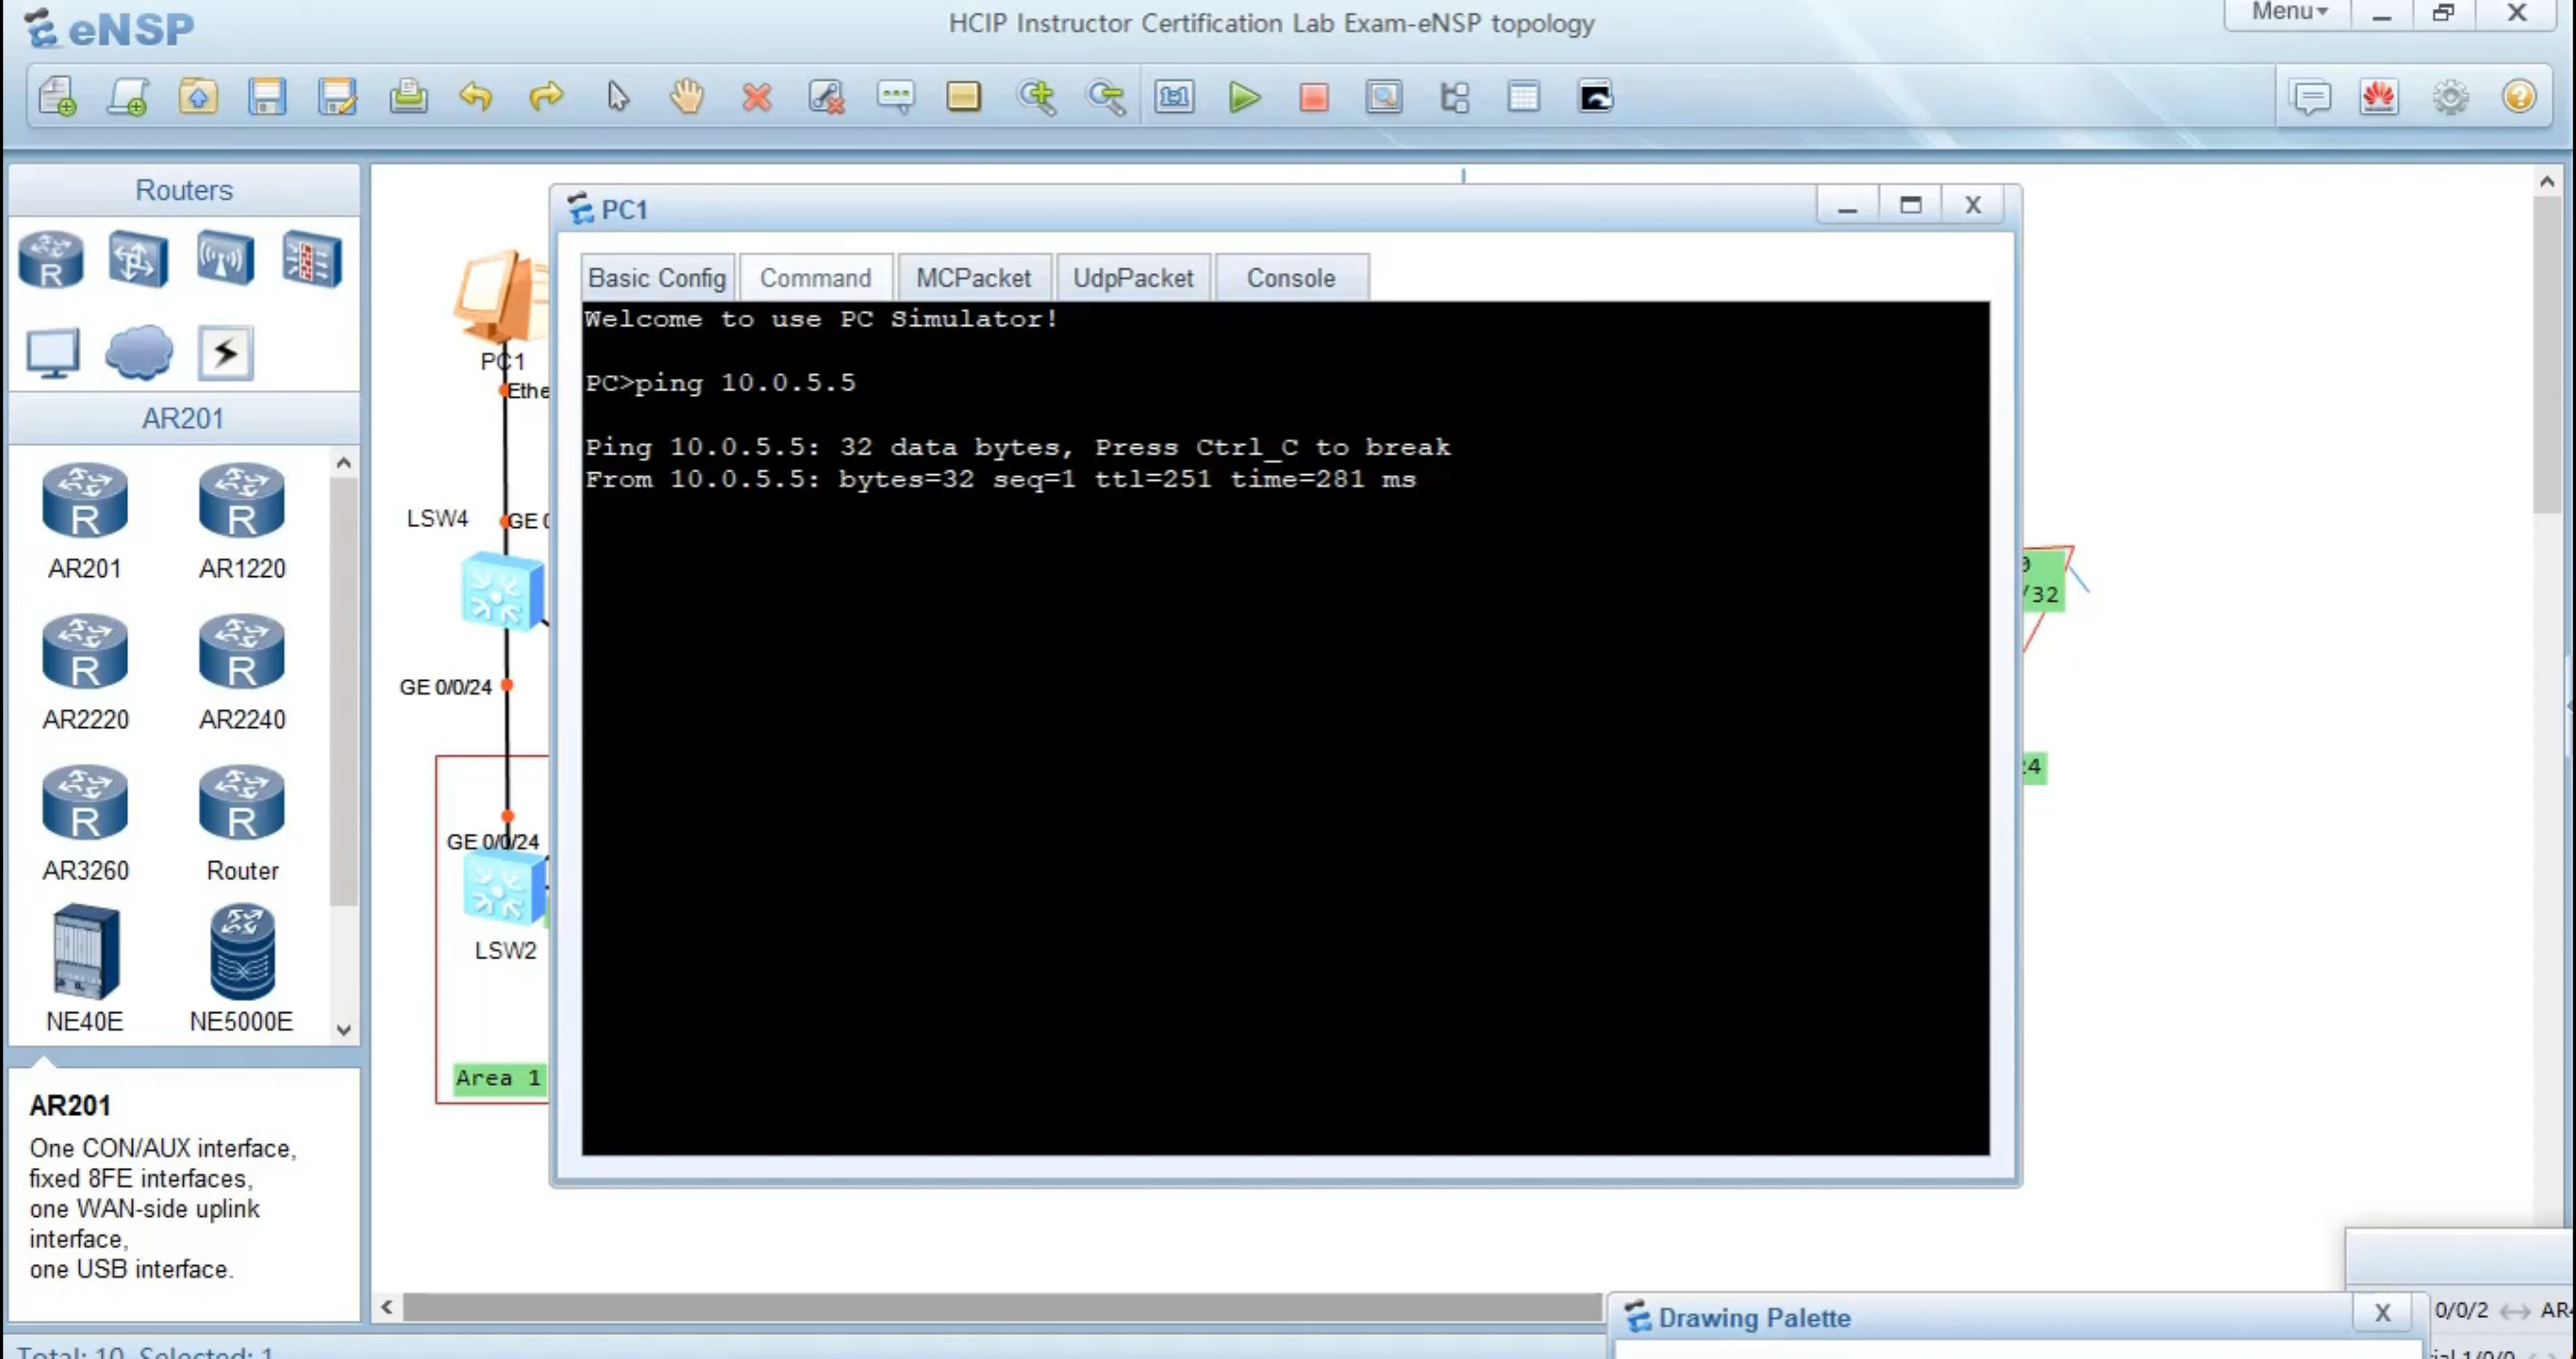 eNSP
HCIP Instructor Certification Lab Exam-eNSP topology
Menu
Routers
AR201
AR201
AR1220
AR2220
AR2240
AR3260
Router
NE40E
NE5000E
AR201
One CON/AUX interface,
fixed 8FE interfaces,
one WAN-side uplink
interface,
one USB interface.
PC1
Ethe
LSW4
GE 0
GE 0/0/24
GE 0/0/24
LSW2
Area 1
PC1
Basic Config
Command
MCPacket
UdpPacket
Console
Welcome to use PC Simulator!
PC>ping 10.0.5.5
Ping 10.0.5.5: 32 data bytes, Press Ctrl_C to break
From 10.0.5.5: bytes=32 seq=1 ttl=251 time=281 ms
/32
24
Drawing Palette
0/0/2 AR
Total: 10 Selected: 1